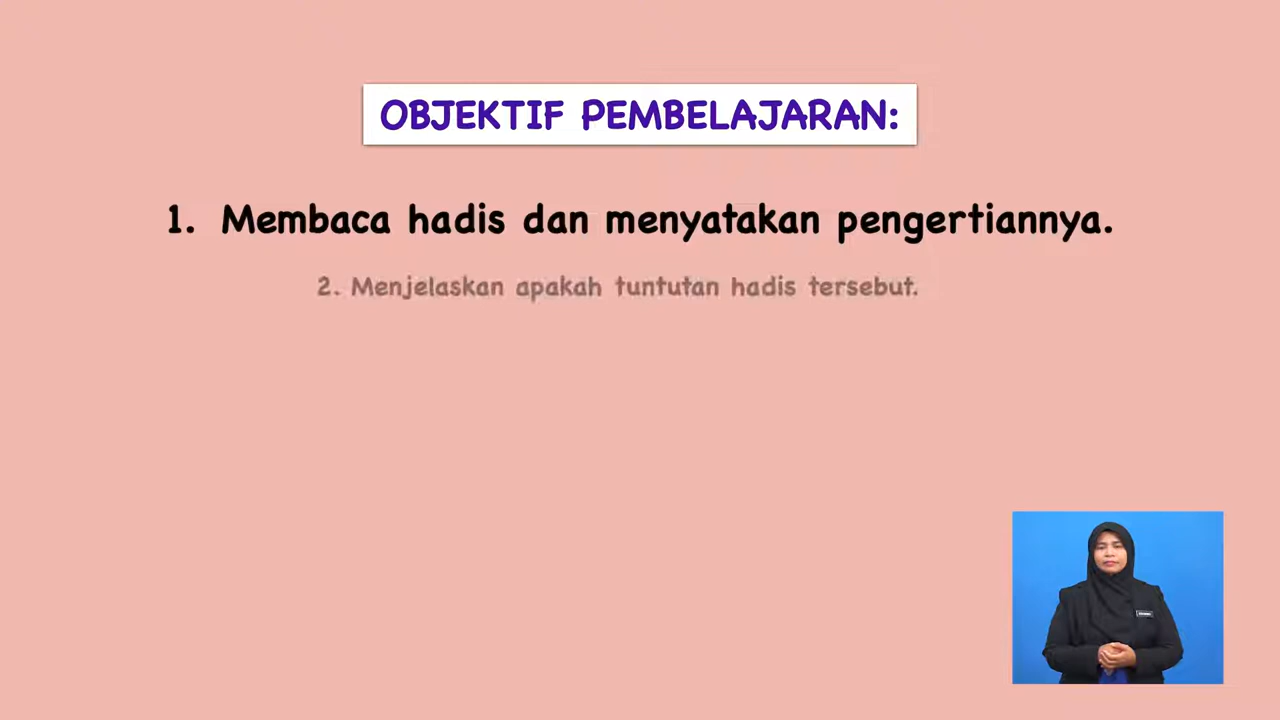 OBJEKTIF PEMBELAJARAN:
1. Membaca hadis dan menyatakan pengertiannya.
2. Menjelaskan apakah tuntutan hadis tersebut.